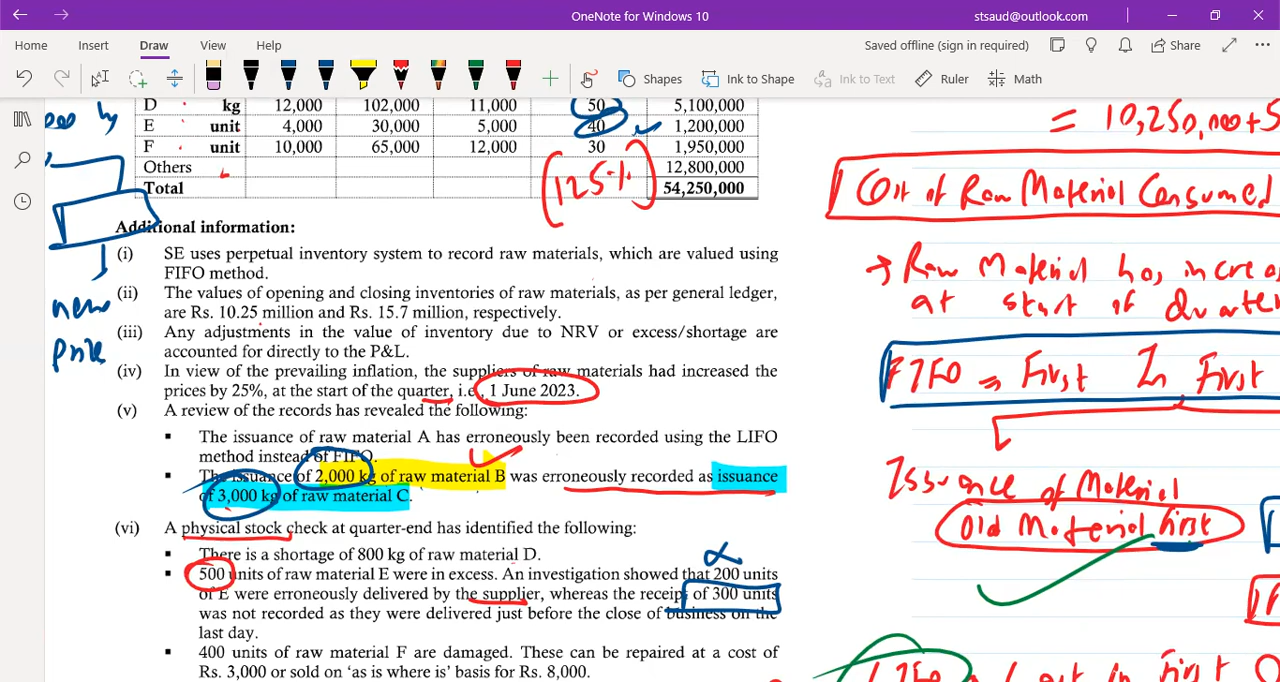 OneNote for Windows 10
stsaud@outlook.com
Home Insert Draw View Help
Saved offline (sign in required)
Share
Shapes
Ink to Shape
Ink to Text
Ruler
Math
D kg 12,000 102,000 11,000 50 5,100,000
E unit 4,000 30,000 5,000 40 1,200,000
F unit 10,000 65,000 12,000 30 1,950,000
Others 12,800,000
Total 54,250,000
(125%)
Additional information:
(i) SE uses perpetual inventory system to record raw materials, which are valued using
FIFO method.
(ii) The values of opening and closing inventories of raw materials, as per general ledger,
are Rs. 10.25 million and Rs. 15.7 million, respectively.
(iii) Any adjustments in the value of inventory due to NRV or excess/shortage are
accounted for directly to the P&L.
(iv) In view of the prevailing inflation, the suppliers of raw materials had increased the
prices by 25%, at the start of the quarter, i.e., 1 June 2023.
(v) A review of the records has revealed the following:
▪ The issuance of raw material A has erroneously been recorded using the LIFO
method instead of FIFO.
▪ The issuance of 2,000 kg of raw material B was erroneously recorded as issuance
of 3,000 kg of raw material C.
(vi) A physical stock check at quarter-end has identified the following:
▪ There is a shortage of 800 kg of raw material D.
▪ 500 units of raw material E were in excess. An investigation showed that 200 units
of E were erroneously delivered by the supplier, whereas the receipt of 300 units
was not recorded as they were delivered just before the close of business on the
last day.
▪ 400 units of raw material F are damaged. These can be repaired at a cost of
Rs. 3,000 or sold on 'as is where is' basis for Rs. 8,000.
new
price
= 10,250,000+5
Cost of Raw Material Consumed
→ Raw Material has increa
at start of Quarter
FIFO = First In First
Issuance of Material
Old Material first
LIFO = Last in First O